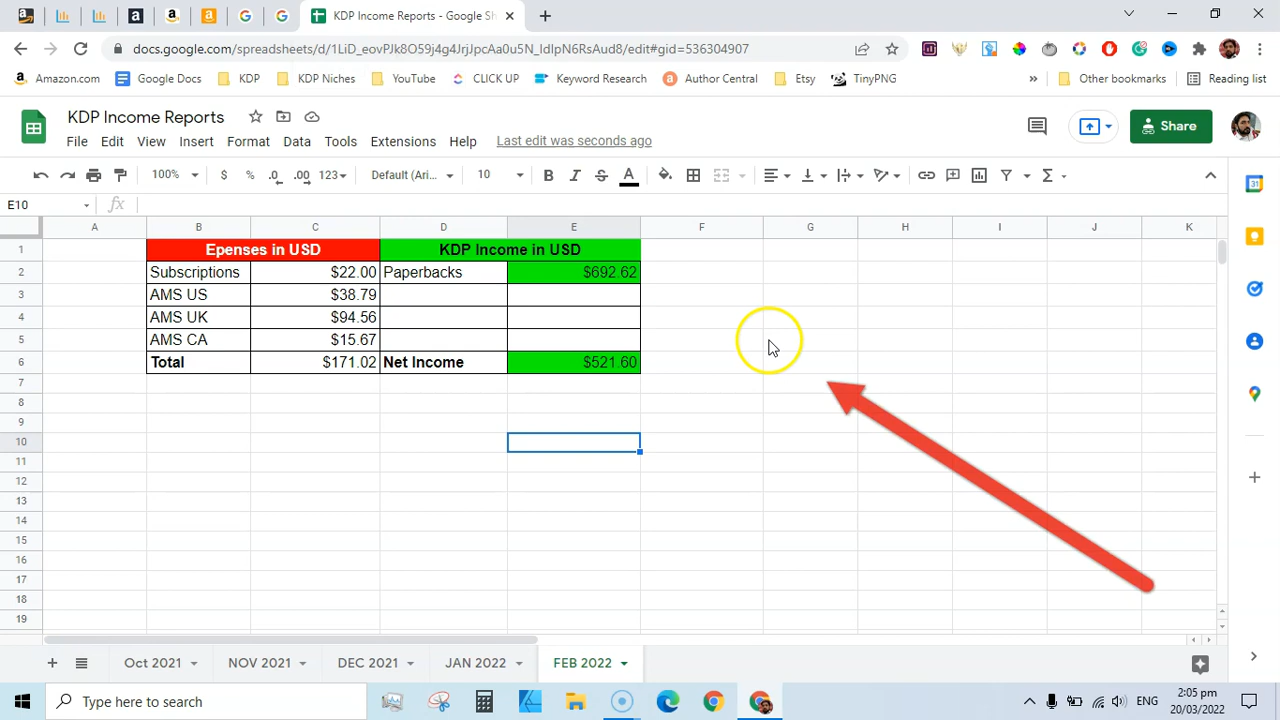 KDP Income Reports - Google Sh
docs.google.com/spreadsheets/d/1LiD_eovPJk8O59j4g4JrjJpcAa0u5N_IdIpN6RsAud8/edit#gid=536304907
Amazon.com Google Docs KDP KDP Niches YouTube CLICK UP Keyword Research Author Central Etsy TinyPNG » Other bookmarks Reading list
KDP Income Reports
Share
File Edit View Insert Format Data Tools Extensions Help Last edit was seconds ago
100% $ % .0 .00 123 Default (Ari... 10 B I S A Σ
E10 fx
A B C D E F G H I J K
1 Epenses in USD KDP Income in USD
2 Subscriptions $22.00 Paperbacks $692.62
3 AMS US $38.79
4 AMS UK $94.56
5 AMS CA $15.67
6 Total $171.02 Net Income $521.60
7
8
9
10
11
12
13
14
15
16
17
18
19
+ Oct 2021 NOV 2021 DEC 2021 JAN 2022 FEB 2022
Type here to search
ENG
2:05 pm
20/03/2022